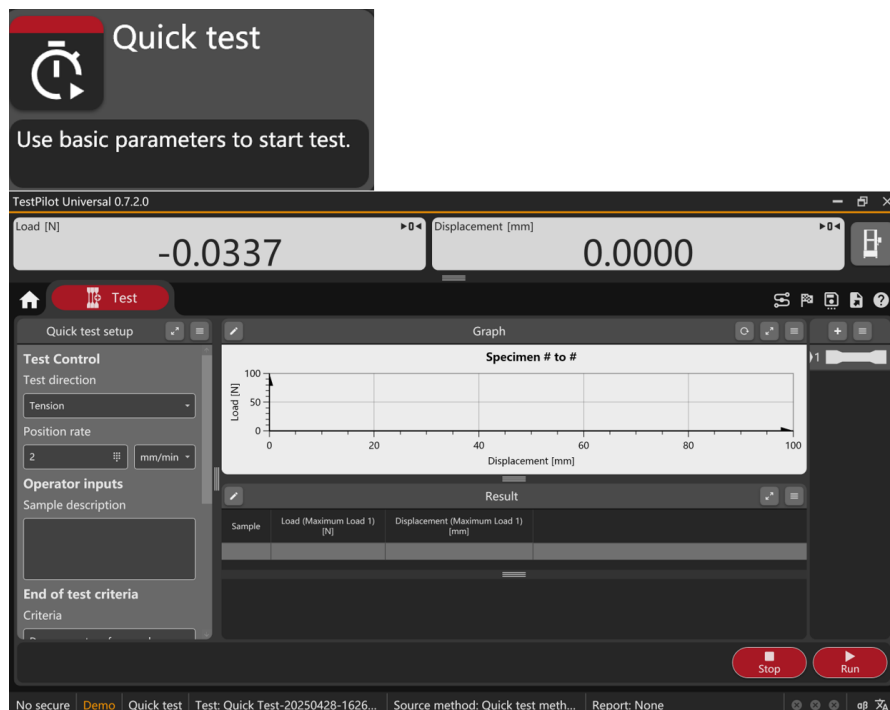 Quick test
Use basic parameters to start test.
TestPilot Universal 0.7.2.0
Load [N]
▸0◂
-0.0337
Displacement [mm]
▸0◂
0.0000
Test
Quick test setup
Graph
Test Control
Test direction
Tension
Position rate
2
mm/min
Operator inputs
Sample description
End of test criteria
Criteria
Specimen # to #
Load [N]
100
50
0
0 20 40 60 80 100
Displacement [mm]
1
Result
Sample
Load (Maximum Load 1)
[N]
Displacement (Maximum Load 1)
[mm]
Stop
Run
No secure
Demo
Quick test
Test: Quick Test-20250428-1626...
Source method: Quick test meth...
Report: None
αβ